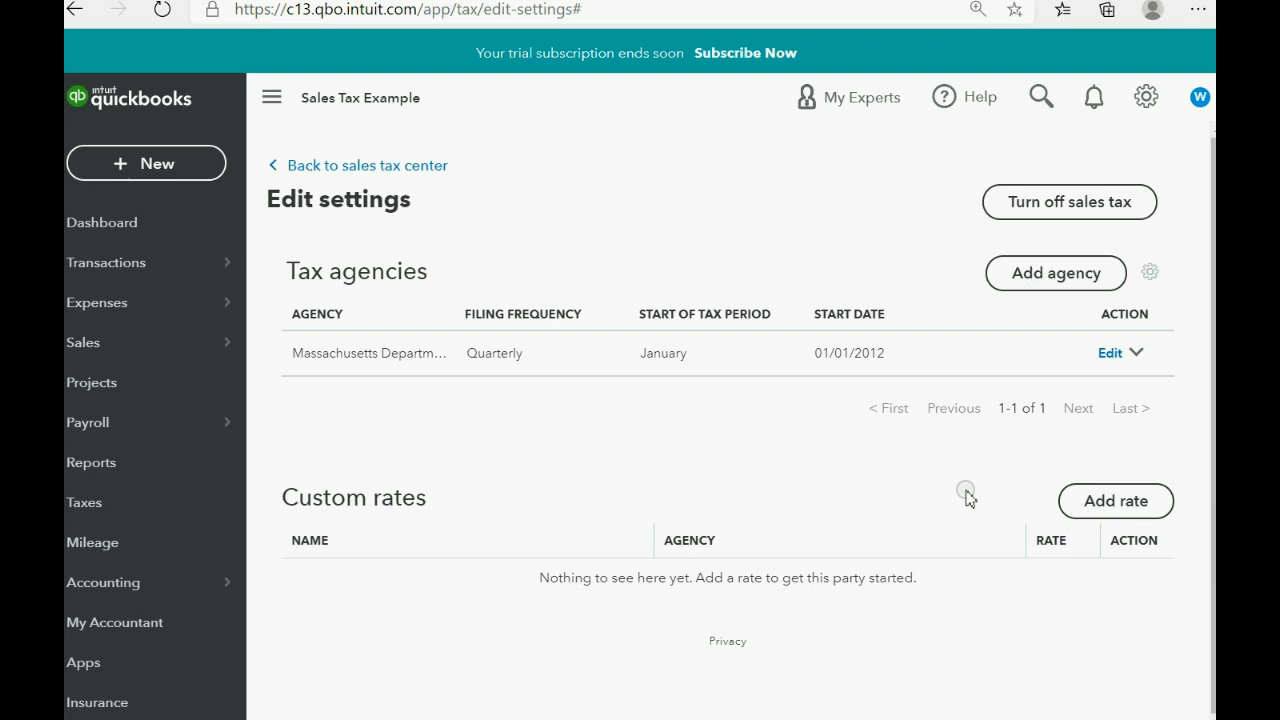 https://c13.qbo.intuit.com/app/tax/edit-settings#
Your trial subscription ends soon Subscribe Now
qb intuit quickbooks
Sales Tax Example
My Experts
? Help
W
+ New
Dashboard
Transactions
Expenses
Sales
Projects
Payroll
Reports
Taxes
Mileage
Accounting
My Accountant
Apps
Insurance
Back to sales tax center
Edit settings
Turn off sales tax
Tax agencies
Add agency
AGENCY FILING FREQUENCY START OF TAX PERIOD START DATE ACTION
Massachusetts Departm... Quarterly January 01/01/2012 Edit
< First Previous 1-1 of 1 Next Last >
Custom rates
Add rate
NAME AGENCY RATE ACTION
Nothing to see here yet. Add a rate to get this party started.
Privacy